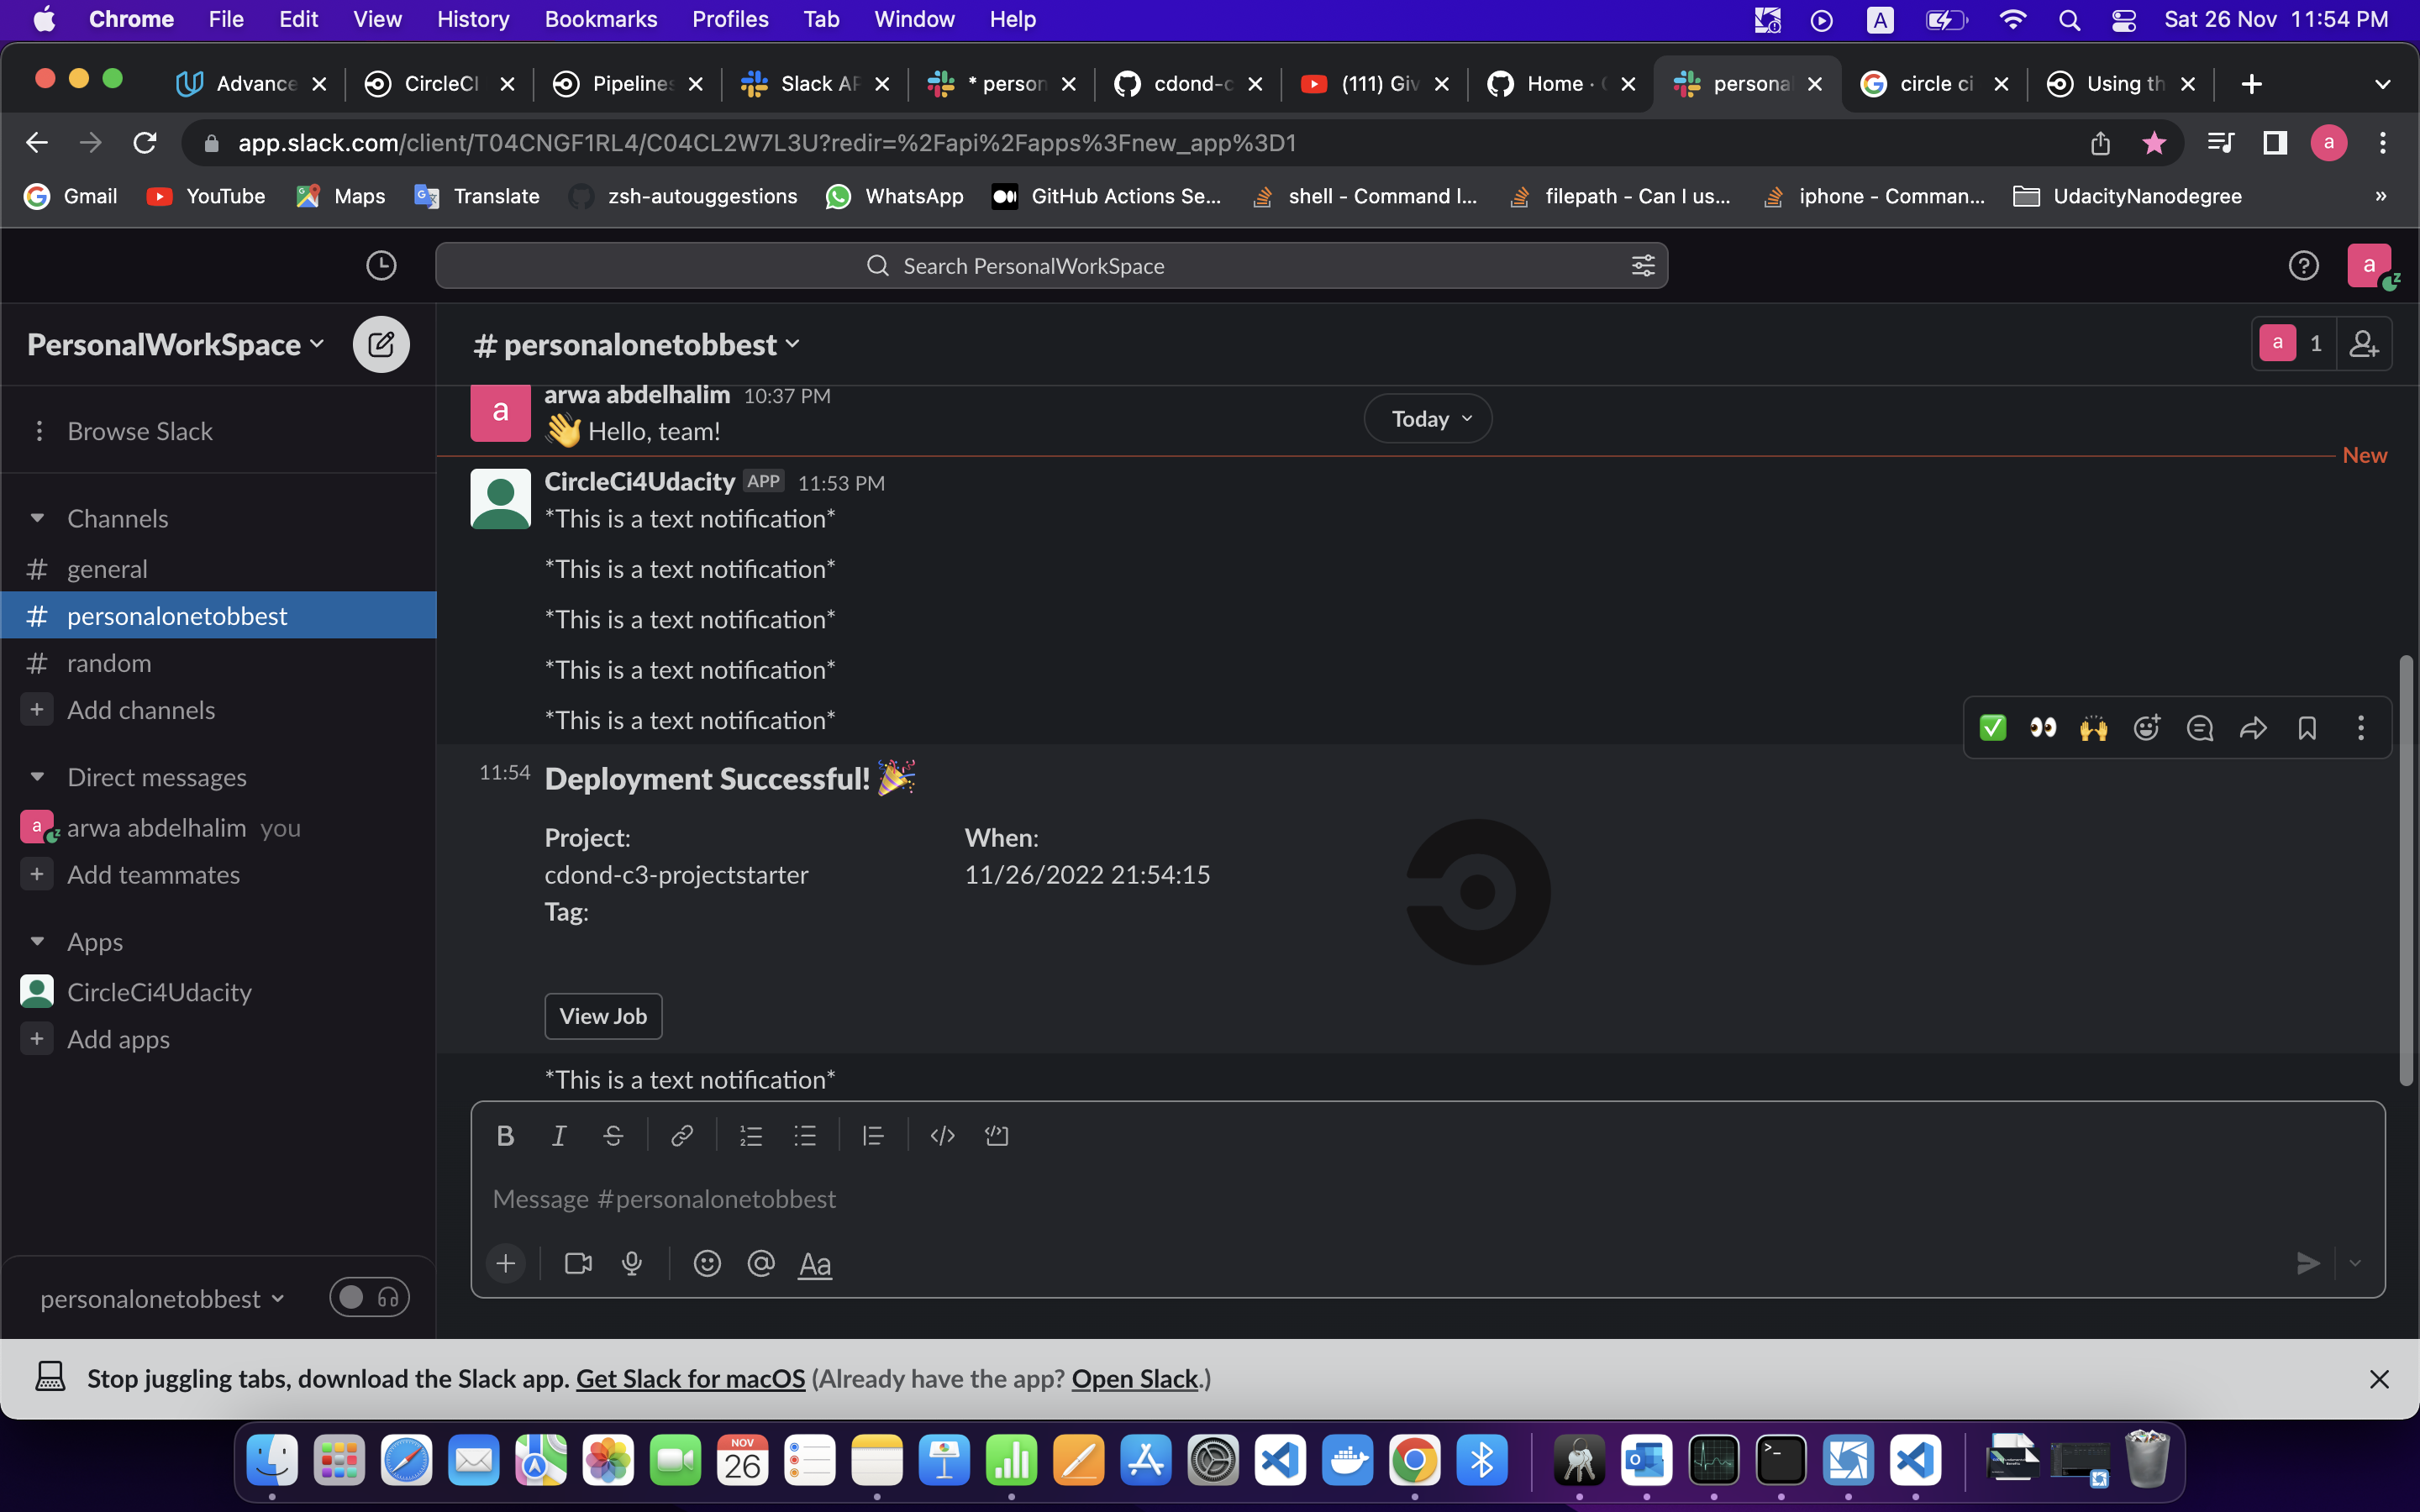 Chrome File Edit View History Bookmarks Profiles Tab Window Help A Sat 26 Nov 11:54 PM
Advance CircleCI Pipelines Slack AP * person cdond-c (111) Giv Home · personal circle ci Using th
app.slack.com/client/T04CNGF1RL4/C04CL2W7L3U?redir=%2Fapi%2Fapps%3Fnew_app%3D1 a
Gmail YouTube Maps Translate zsh-autouggestions WhatsApp GitHub Actions Se... shell - Command l... filepath - Can I us... iphone - Comman... UdacityNanodegree »
Search PersonalWorkSpace a
PersonalWorkSpace
# personalonetobbest a 1
Browse Slack
Channels
# general
# personalonetobbest
# random
+ Add channels
Direct messages
a arwa abdelhalim you
+ Add teammates
Apps
CircleCi4Udacity
+ Add apps
personalonetobbest
a arwa abdelhalim 10:37 PM
👋 Hello, team!
Today
New
CircleCi4Udacity APP 11:53 PM
*This is a text notification*
*This is a text notification*
*This is a text notification*
*This is a text notification*
*This is a text notification*
11:54 Deployment Successful! 🎉
Project: When:
cdond-c3-projectstarter 11/26/2022 21:54:15
Tag:
View Job
*This is a text notification*
B I S
Message #personalonetobbest
+ @ Aa
Stop juggling tabs, download the Slack app. Get Slack for macOS (Already have the app? Open Slack.)
NOV
26